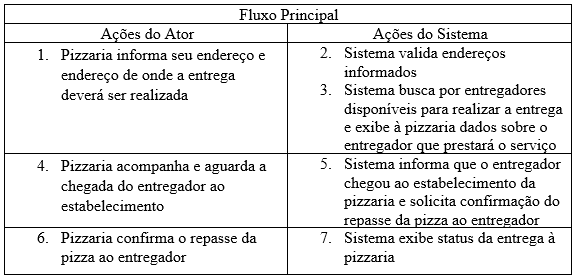 Fluxo Principal
Ações do Ator
Ações do Sistema
1. Pizzaria informa seu endereço e
endereço de onde a entrega
deverá ser realizada
2. Sistema valida endereços
informados
3. Sistema busca por entregadores
disponíveis para realizar a entrega
e exibe à pizzaria dados sobre o
entregador que prestará o serviço
4. Pizzaria acompanha e aguarda a
chegada do entregador ao
estabelecimento
5. Sistema informa que o entregador
chegou ao estabelecimento da
pizzaria e solicita confirmação do
repasse da pizza ao entregador
6. Pizzaria confirma o repasse da
pizza ao entregador
7. Sistema exibe status da entrega à
pizzaria